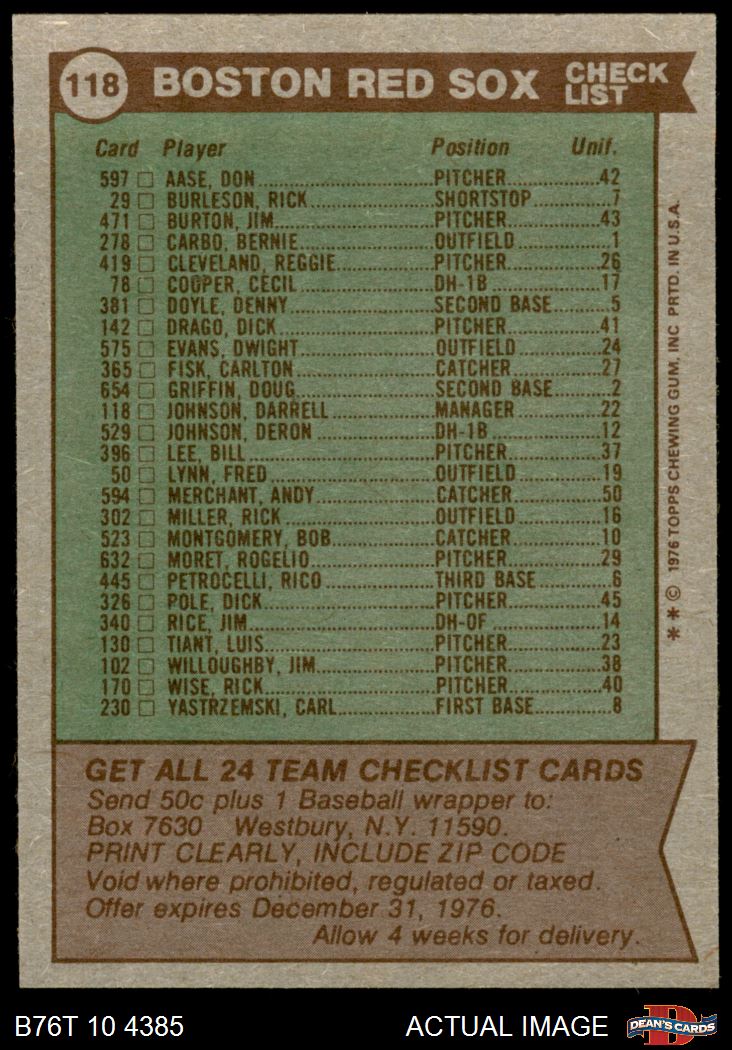 118 BOSTON RED SOX CHECK LIST
Card Player Position Unif.
597 □ AASE, DON PITCHER 42
29 □ BURLESON, RICK SHORTSTOP 7
471 □ BURTON, JIM PITCHER 43
278 □ CARBO, BERNIE OUTFIELD 1
419 □ CLEVELAND, REGGIE PITCHER 26
78 □ COOPER, CECIL DH-1B 17
381 □ DOYLE, DENNY SECOND BASE 5
142 □ DRAGO, DICK PITCHER 41
575 □ EVANS, DWIGHT OUTFIELD 24
365 □ FISK, CARLTON CATCHER 27
654 □ GRIFFIN, DOUG SECOND BASE 2
118 □ JOHNSON, DARRELL MANAGER 22
529 □ JOHNSON, DERON DH-1B 12
396 □ LEE, BILL PITCHER 37
50 □ LYNN, FRED OUTFIELD 19
594 □ MERCHANT, ANDY CATCHER 50
302 □ MILLER, RICK OUTFIELD 16
523 □ MONTGOMERY, BOB CATCHER 10
632 □ MORET, ROGELIO PITCHER 29
445 □ PETROCELLI, RICO THIRD BASE 6
326 □ POLE, DICK PITCHER 45
340 □ RICE, JIM DH-OF 14
130 □ TIANT, LUIS PITCHER 23
102 □ WILLOUGHBY, JIM PITCHER 38
170 □ WISE, RICK PITCHER 40
230 □ YASTRZEMSKI, CARL FIRST BASE 8
** © 1976 TOPPS CHEWING GUM, INC PRTD. IN U.S.A.
GET ALL 24 TEAM CHECKLIST CARDS
Send 50c plus 1 Baseball wrapper to:
Box 7630 Westbury, N.Y. 11590.
PRINT CLEARLY, INCLUDE ZIP CODE
Void where prohibited, regulated or taxed.
Offer expires December 31, 1976.
Allow 4 weeks for delivery.
B76T 10 4385 ACTUAL IMAGE DEAN'S CARDS